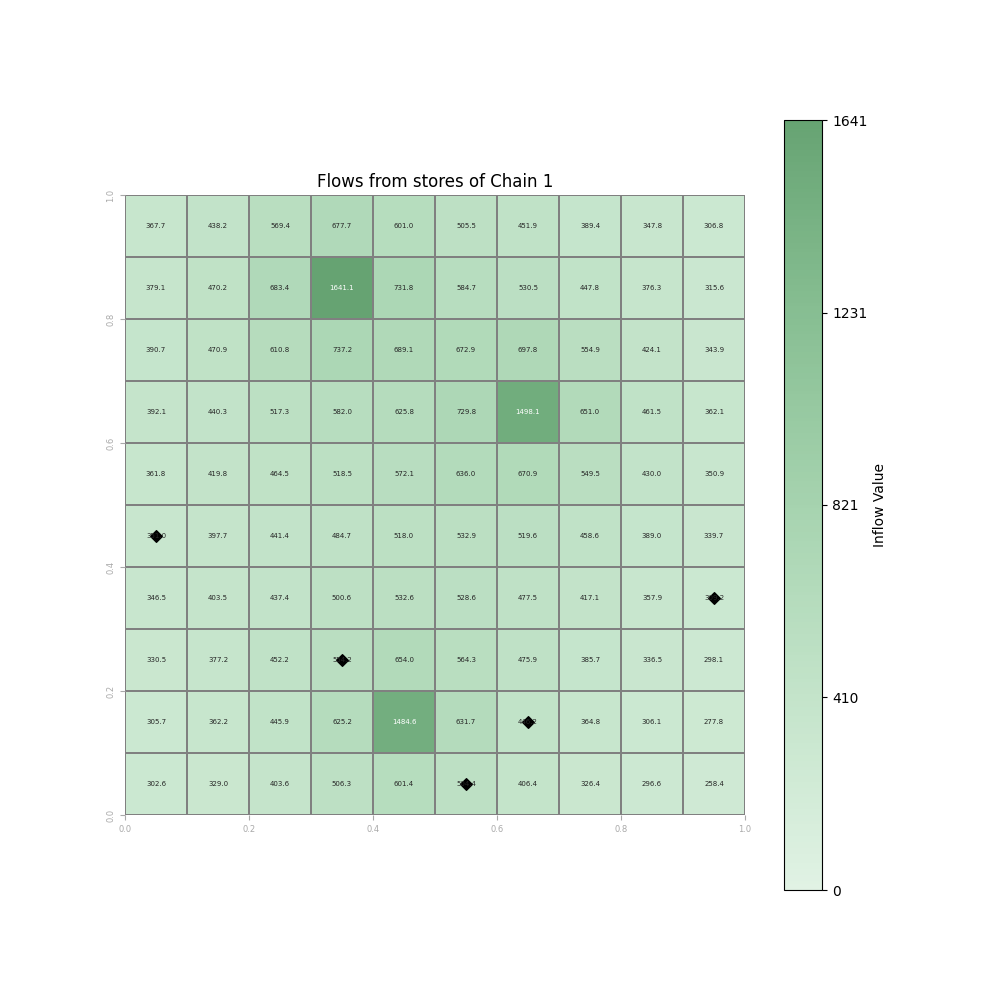 Flows from stores of Chain 1
367.7 438.2 569.4 677.7 601.0 505.5 451.9 389.4 347.8 306.8
379.1 470.2 683.4 1641.1 731.8 584.7 530.5 447.8 376.3 315.6
390.7 470.9 610.8 737.2 689.1 672.9 697.8 554.9 424.1 343.9
392.1 440.3 517.3 582.0 625.8 729.8 1498.1 651.0 461.5 362.1
361.8 419.8 464.5 518.5 572.1 636.0 670.9 549.5 430.0 350.9
397.7 441.4 484.7 518.0 532.9 519.6 458.6 389.0 339.7
346.5 403.5 437.4 500.6 532.6 528.6 477.5 417.1 357.9
330.5 377.2 452.2 654.0 564.3 475.9 385.7 336.5 298.1
305.7 362.2 445.9 625.2 1484.6 631.7 364.8 306.1 277.8
302.6 329.0 403.6 506.3 601.4 406.4 326.4 296.6 258.4
1.0
0.8
0.6
0.4
0.2
0.0
0.0 0.2 0.4 0.6 0.8 1.0
1641
1231
821
410
0
Inflow Value